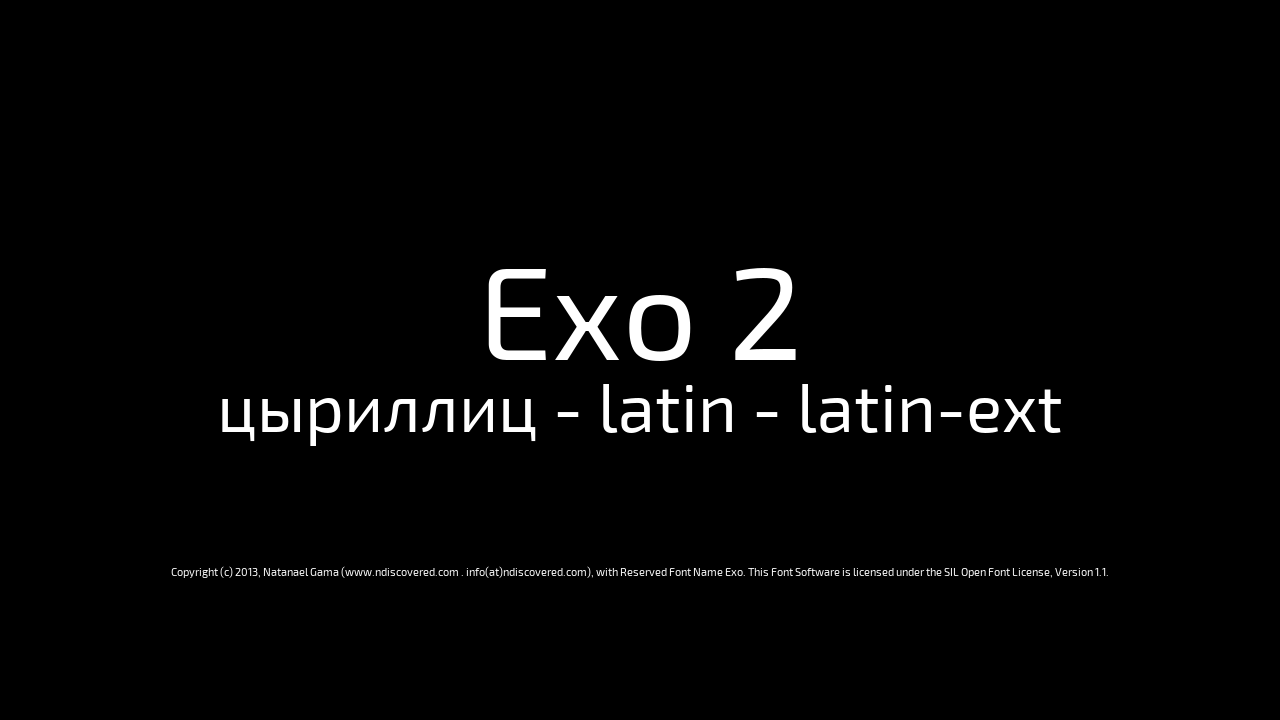 Exo 2
цыриллиц - latin - latin-ext
Copyright (c) 2013, Natanael Gama (www.ndiscovered.com . info(at)ndiscovered.com), with Reserved Font Name Exo. This Font Software is licensed under the SIL Open Font License, Version 1.1.